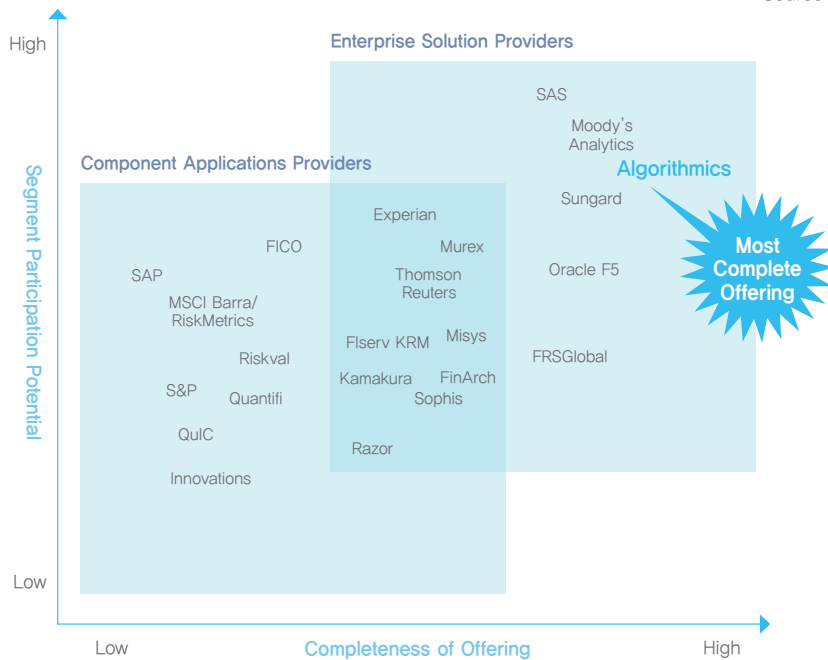 High
Enterprise Solution Providers
SAS
Moody's
Analytics
Component Applications Providers
Algorithmics
Sungard
Experian
FICO
Murex
Most
Complete
Offering
SAP
Thomson
Reuters
Oracle F5
MSCI Barra/
RiskMetrics
FIserv KRM
Misys
Riskval
FRSGlobal
Kamakura
FinArch
S&P
Quantifi
Sophis
QuIC
Razor
Innovations
Segment Participation Potential
Low
Low
Completeness of Offering
High